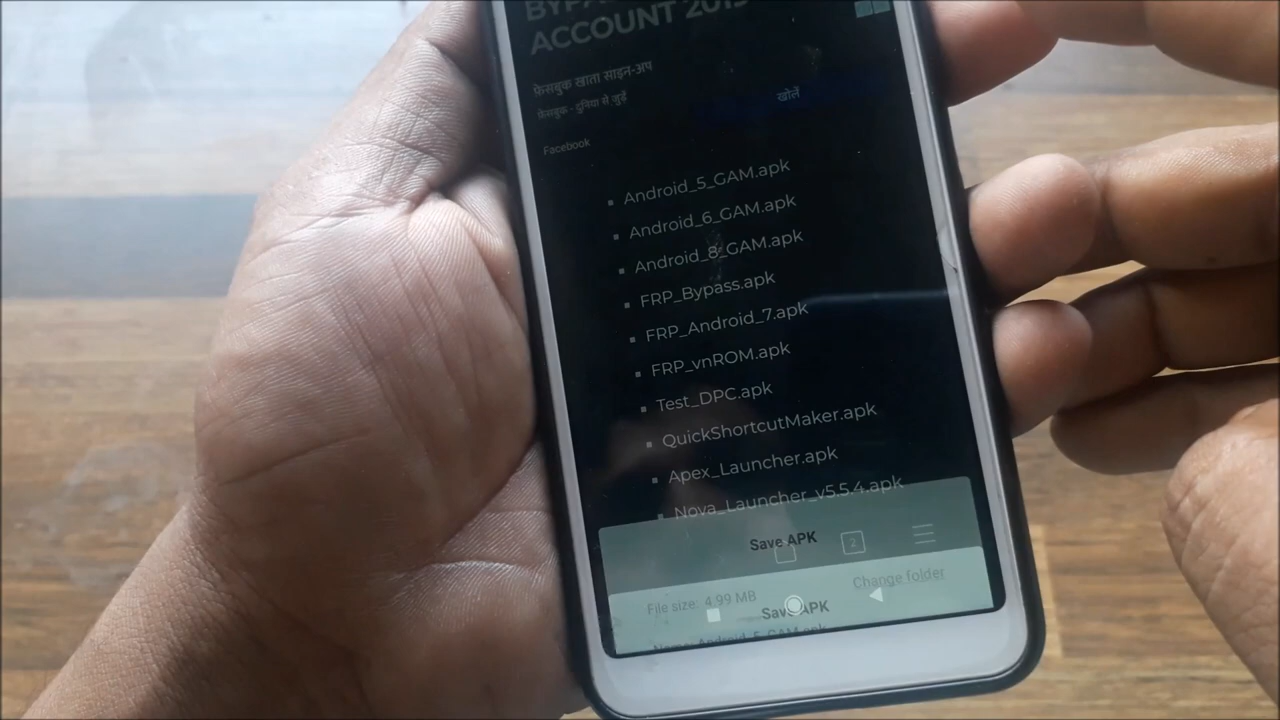 ACCOUNT
फ़ेसबुक खाता साइन-अप
फ़ेसबुक - दुनिया से जुड़ें
खोलें
Facebook
Android_5_GAM.apk
Android_6_GAM.apk
Android_8_GAM.apk
FRP_Bypass.apk
FRP_Android_7.apk
FRP_vnROM.apk
Test_DPC.apk
QuickShortcutMaker.apk
Apex_Launcher.apk
Nova_Launcher_v5.5.4.apk
Save APK
2
File size: 4.99 MB
Change folder
Save APK